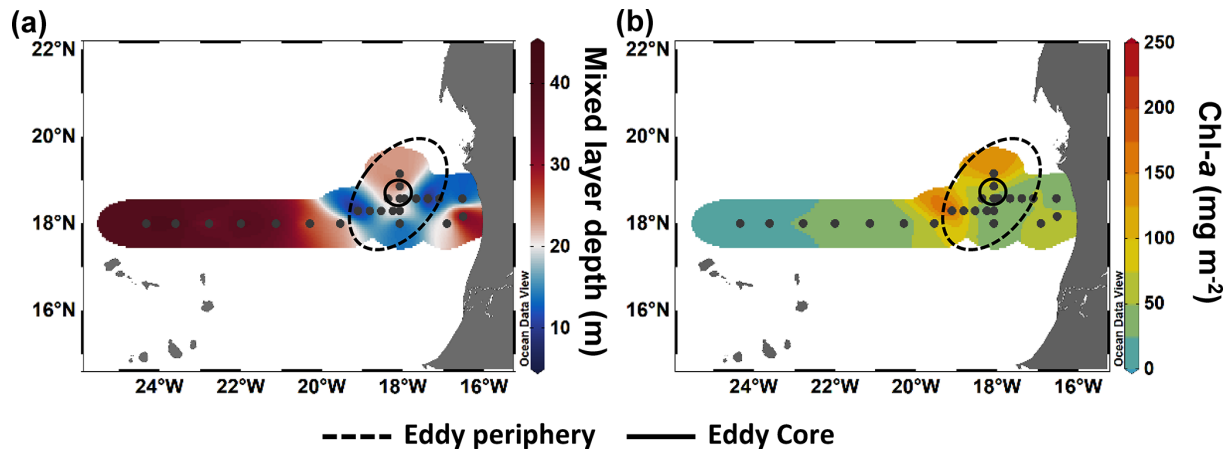 (a)
22°N
20°N
18°N
16°N
24°W 22°W 20°W 18°W 16°W
40
30
20
10
Mixed layer depth (m)
Ocean Data View
(b)
22°N
20°N
18°N
16°N
24°W 22°W 20°W 18°W 16°W
250
200
150
100
50
0
Chl-a (mg m-2)
Ocean Data View
Eddy periphery Eddy Core